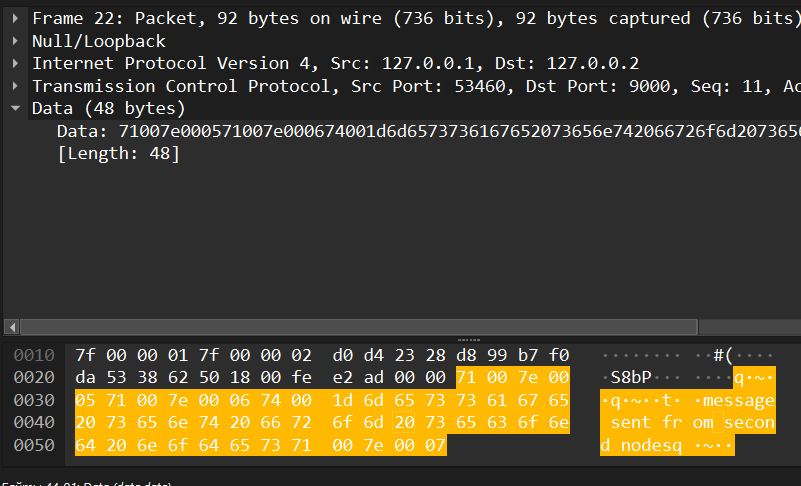 Frame 22: Packet, 92 bytes on wire (736 bits), 92 bytes captured (736 bits)
Null/Loopback
Internet Protocol Version 4, Src: 127.0.0.1, Dst: 127.0.0.2
Transmission Control Protocol, Src Port: 53460, Dst Port: 9000, Seq: 11, Ac
Data (48 bytes)
Data: 71007e000571007e000674001d6d6573736167652073656e742066726f6d2073656
[Length: 48]
0010 7f 00 00 01 7f 00 00 02 d0 d4 23 28 d8 99 b7 f0 ········ ··#(····
0020 da 53 38 62 50 18 00 fe e2 ad 00 00 71 00 7e 00 ·S8bP··· ····q·~·
0030 05 71 00 7e 00 06 74 00 1d 6d 65 73 73 61 67 65 ·q·~··t· ·message
0040 20 73 65 6e 74 20 66 72 6f 6d 20 73 65 63 6f 6e sent fr om secon
0050 64 20 6e 6f 64 65 73 71 00 7e 00 07 d nodesq ·~··